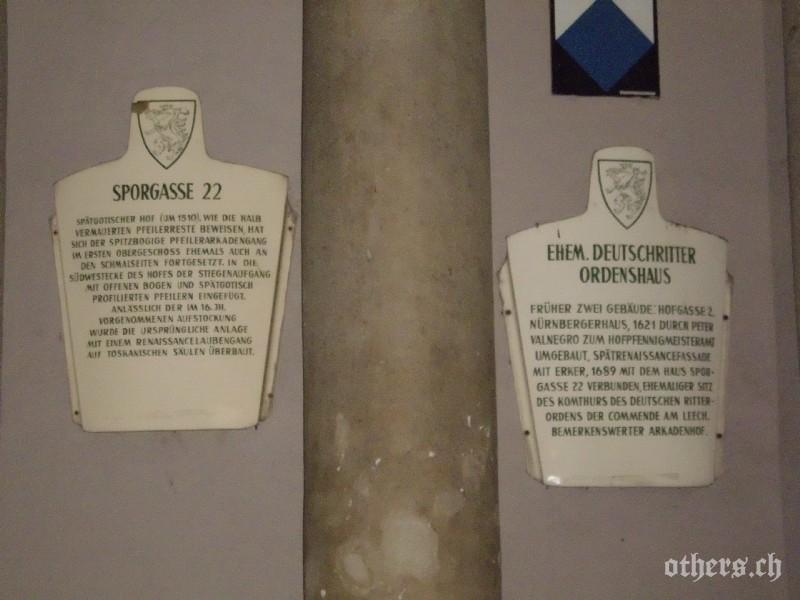 SPORGASSE 22
SPÄTGOTISCHER HOF (UM 1510), WIE DIE HALB
VERMAUERTEN PFEILERRESTE BEWEISEN, HAT
SICH DER SPITZBOGIGE PFEILERARKADENGANG
IM ERSTEN OBERGESCHOSS EHEMALS AUCH AN
DEN SCHMALSEITEN FORTGESETZT. IN DIE
SÜDWESTECKE DES HOFES DER STIEGENAUFGANG
MIT OFFENEN BOGEN UND SPÄTGOTISCH
PROFILIERTEN PFEILERN EINGEFÜGT.
ANLÄSSLICH DER IM 16. JH.
VORGENOMMENEN AUFSTOCKUNG
WURDE DIE URSPRÜNGLICHE ANLAGE
MIT EINEM RENAISSANCELAUBENGANG
AUF TOSKANISCHEN SÄULEN ÜBERBAUT.
EHEM. DEUTSCHRITTER
ORDENSHAUS
FRÜHER ZWEI GEBÄUDE: HOFGASSE 2,
NÜRNBERGERHAUS, 1621 DURCH PETER
VALNEGRO ZUM HOFPFENNIGMEISTERAMT
UMGEBAUT, SPÄTRENAISSANCEFASSADE
MIT ERKER, 1689 MIT DEM HAUS SPOR-
GASSE 22 VERBUNDEN, EHEMALIGER SITZ
DES KOMTHURS DES DEUTSCHEN RITTER-
ORDENS DER COMMENDE AM LEECH.
BEMERKENSWERTER ARKADENHOF.
others.ch